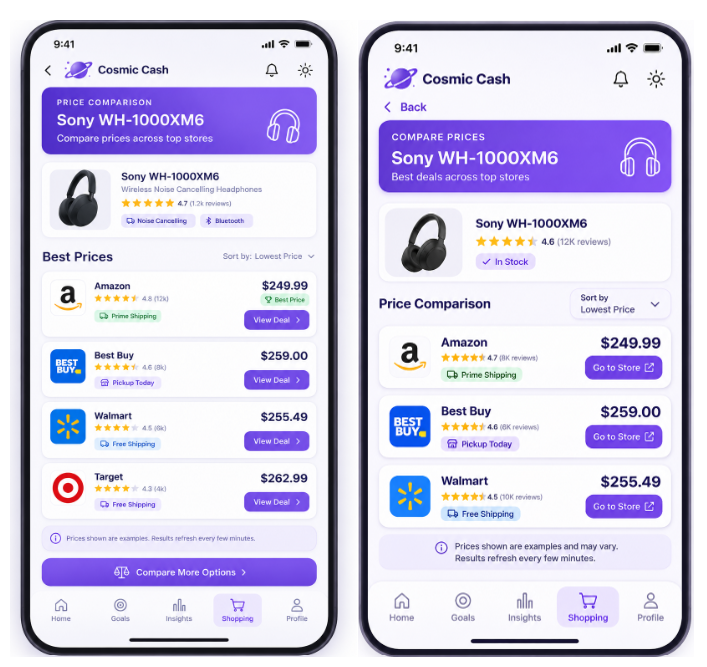 9:41
Cosmic Cash
PRICE COMPARISON
Sony WH-1000XM6
Compare prices across top stores
Sony WH-1000XM6
Wireless Noise Cancelling Headphones
4.7 (1.2k reviews)
Noise Cancelling
Bluetooth
Best Prices
Sort by: Lowest Price
a
Amazon
$249.99
4.6 (12k)
Best Price
Prime Shipping
View Deal >
BEST BUY
Best Buy
$259.00
4.6 (8k)
Pickup Today
View Deal >
Walmart
$255.49
4.5 (6k)
Free Shipping
View Deal >
Target
$262.99
4.3 (4k)
Free Shipping
View Deal >
Prices shown are examples. Results refresh every few minutes.
Compare More Options >
Home
Goals
Insights
Shopping
Profile
9:41
Cosmic Cash
< Back
COMPARE PRICES
Sony WH-1000XM6
Best deals across top stores
Sony WH-1000XM6
4.6 (12K reviews)
In Stock
Price Comparison
Sort by
Lowest Price
a
Amazon
$249.99
4.7 (8K reviews)
Prime Shipping
Go to Store
BEST BUY
Best Buy
$259.00
4.6 (6K reviews)
Pickup Today
Go to Store
Walmart
$255.49
4.5 (10K reviews)
Free Shipping
Go to Store
Prices shown are examples and may vary.
Results refresh every few minutes.
Home
Goals
Insights
Shopping
Profile